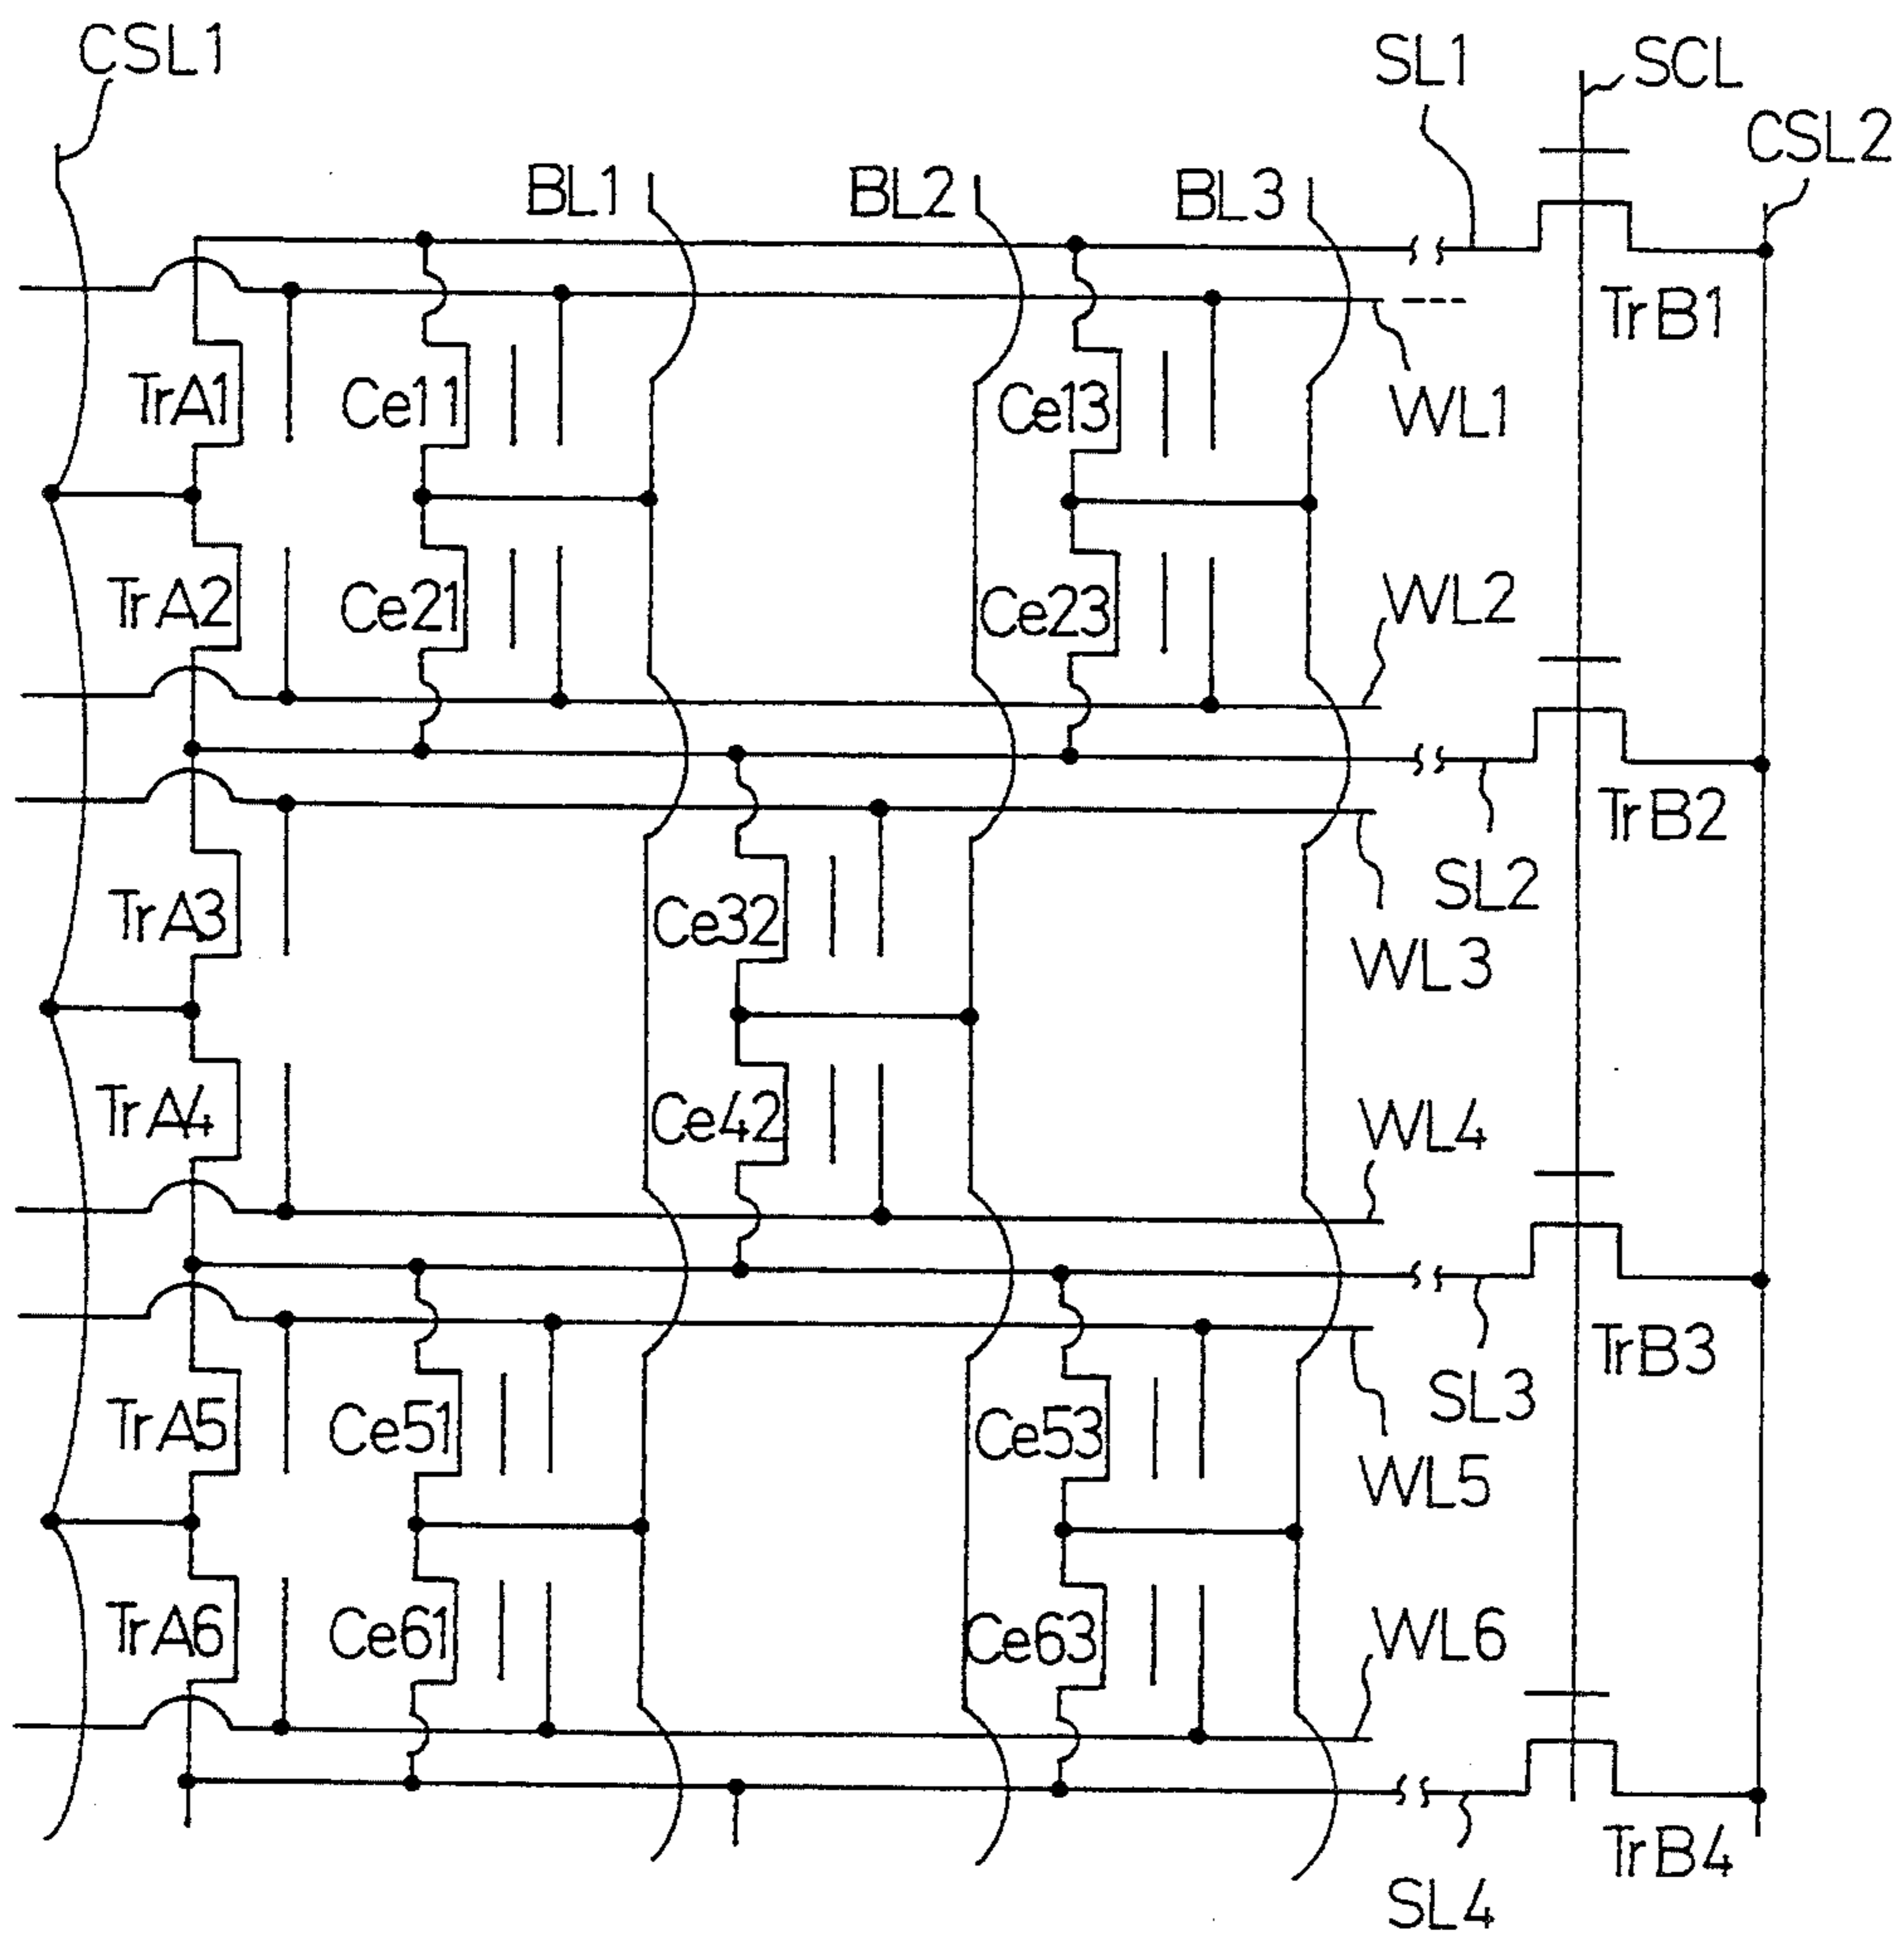 CSL1
SL1
SCL
CSL2
BL1
BL2
BL3
TrB1
TrA1
Ce11
Ce13
WL1
TrA2
Ce21
Ce23
WL2
TrB2
SL2
TrA3
Ce32
WL3
TrA4
Ce42
WL4
TrB3
SL3
TrA5
Ce51
Ce53
WL5
TrA6
Ce61
Ce63
WL6
TrB4
SL4